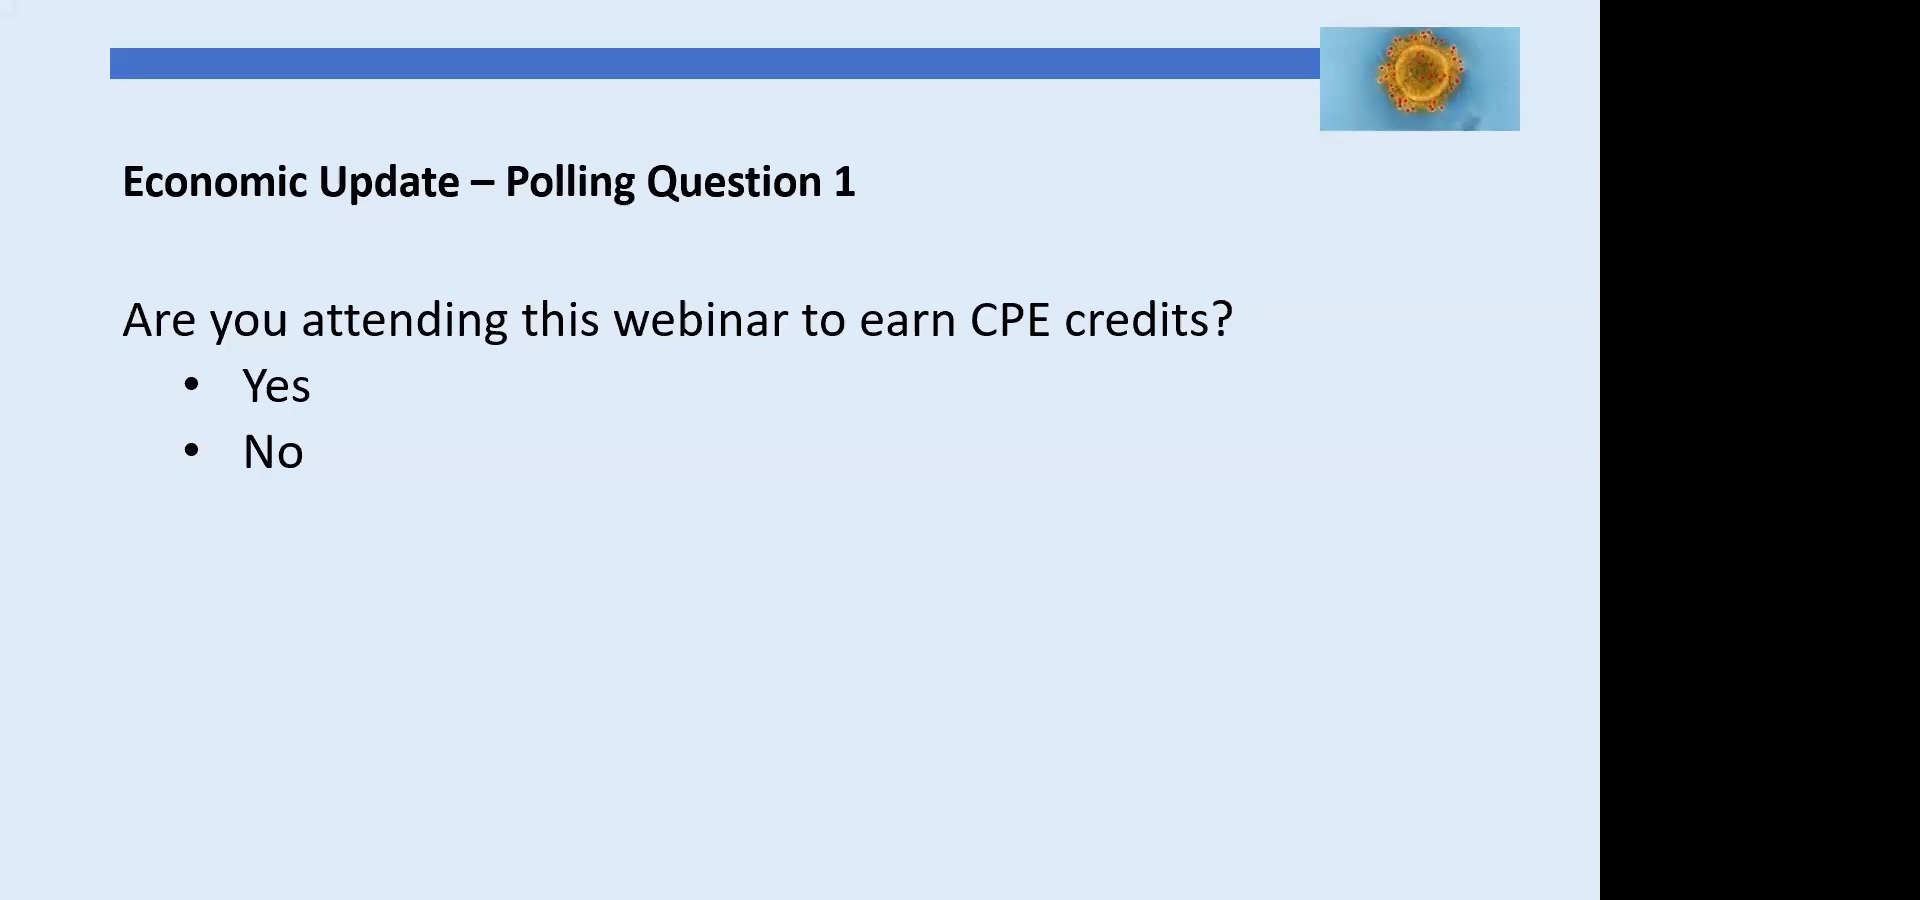 Economic Update – Polling Question 1
Are you attending this webinar to earn CPE credits?
• Yes
• No